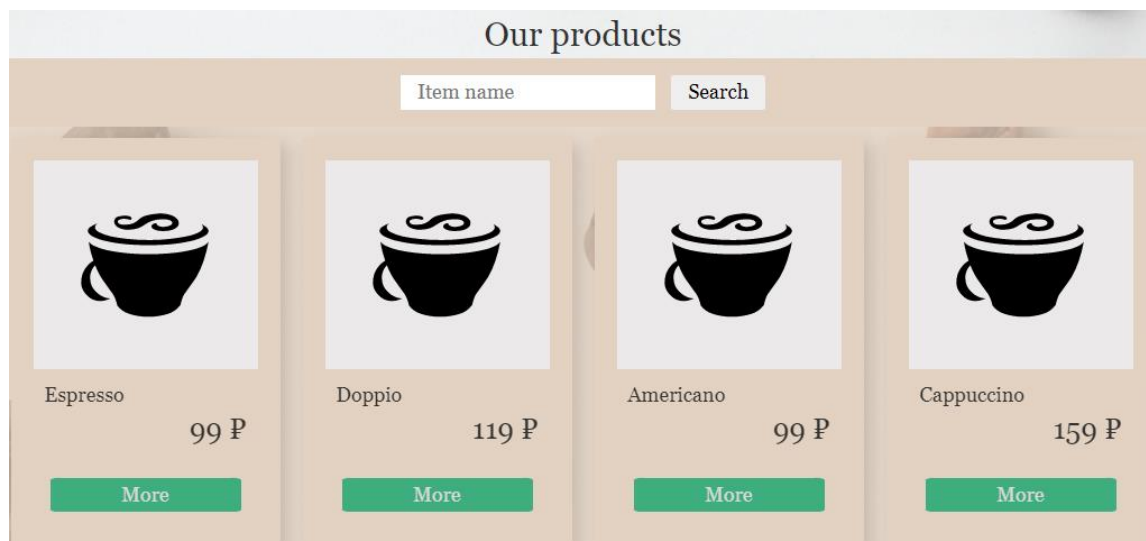 Our products
Item name Search
Espresso Doppio Americano Cappuccino
99 ₽ 119 ₽ 99 ₽ 159 ₽
More More More More